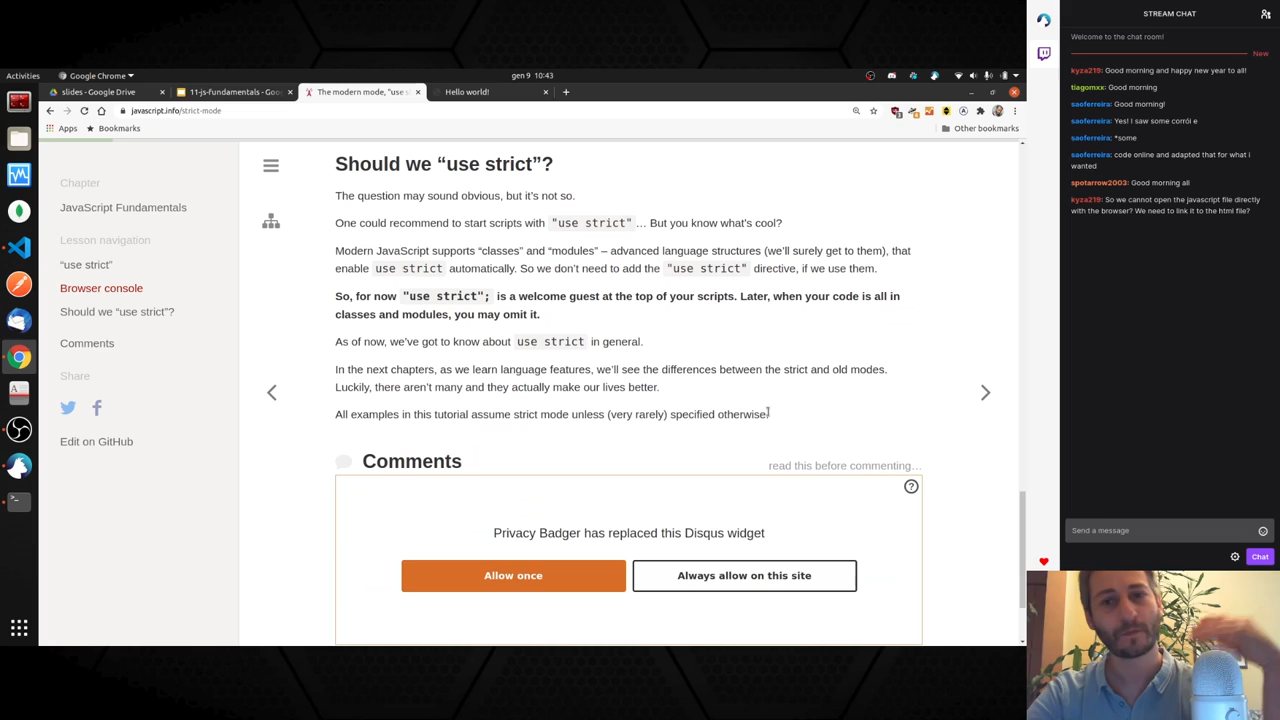 Activities
Google Chrome
gen 9 10:43
slides - Google Drive
11-js-fundamentals - Goog
The modern mode, "use s
Hello world!
javascript.info/strict-mode
Apps
Bookmarks
Other bookmarks
Chapter
JavaScript Fundamentals
Lesson navigation
“use strict”
Browser console
Should we “use strict”?
Comments
Share
Edit on GitHub
Should we “use strict”?
The question may sound obvious, but it’s not so.
One could recommend to start scripts with "use strict"… But you know what’s cool?
Modern JavaScript supports “classes” and “modules” – advanced language structures (we’ll surely get to them), that
enable use strict automatically. So we don’t need to add the "use strict" directive, if we use them.
So, for now "use strict"; is a welcome guest at the top of your scripts. Later, when your code is all in
classes and modules, you may omit it.
As of now, we’ve got to know about use strict in general.
In the next chapters, as we learn language features, we’ll see the differences between the strict and old modes.
Luckily, there aren’t many and they actually make our lives better.
All examples in this tutorial assume strict mode unless (very rarely) specified otherwise.
Comments
read this before commenting…
?
Privacy Badger has replaced this Disqus widget
Allow once
Always allow on this site
STREAM CHAT
Welcome to the chat room!
New
kyza219: Good morning and happy new year to all!
tiagomxx: Good morning
saoferreira: Good morning!
saoferreira: Yes! I saw some corrói e
saoferreira: *some
saoferreira: code online and adapted that for what I
wanted
spotarrow2003: Good morning all
kyza219: So we cannot open the javascript file directly
with the browser? We need to link it to the html file?
Send a message
Chat